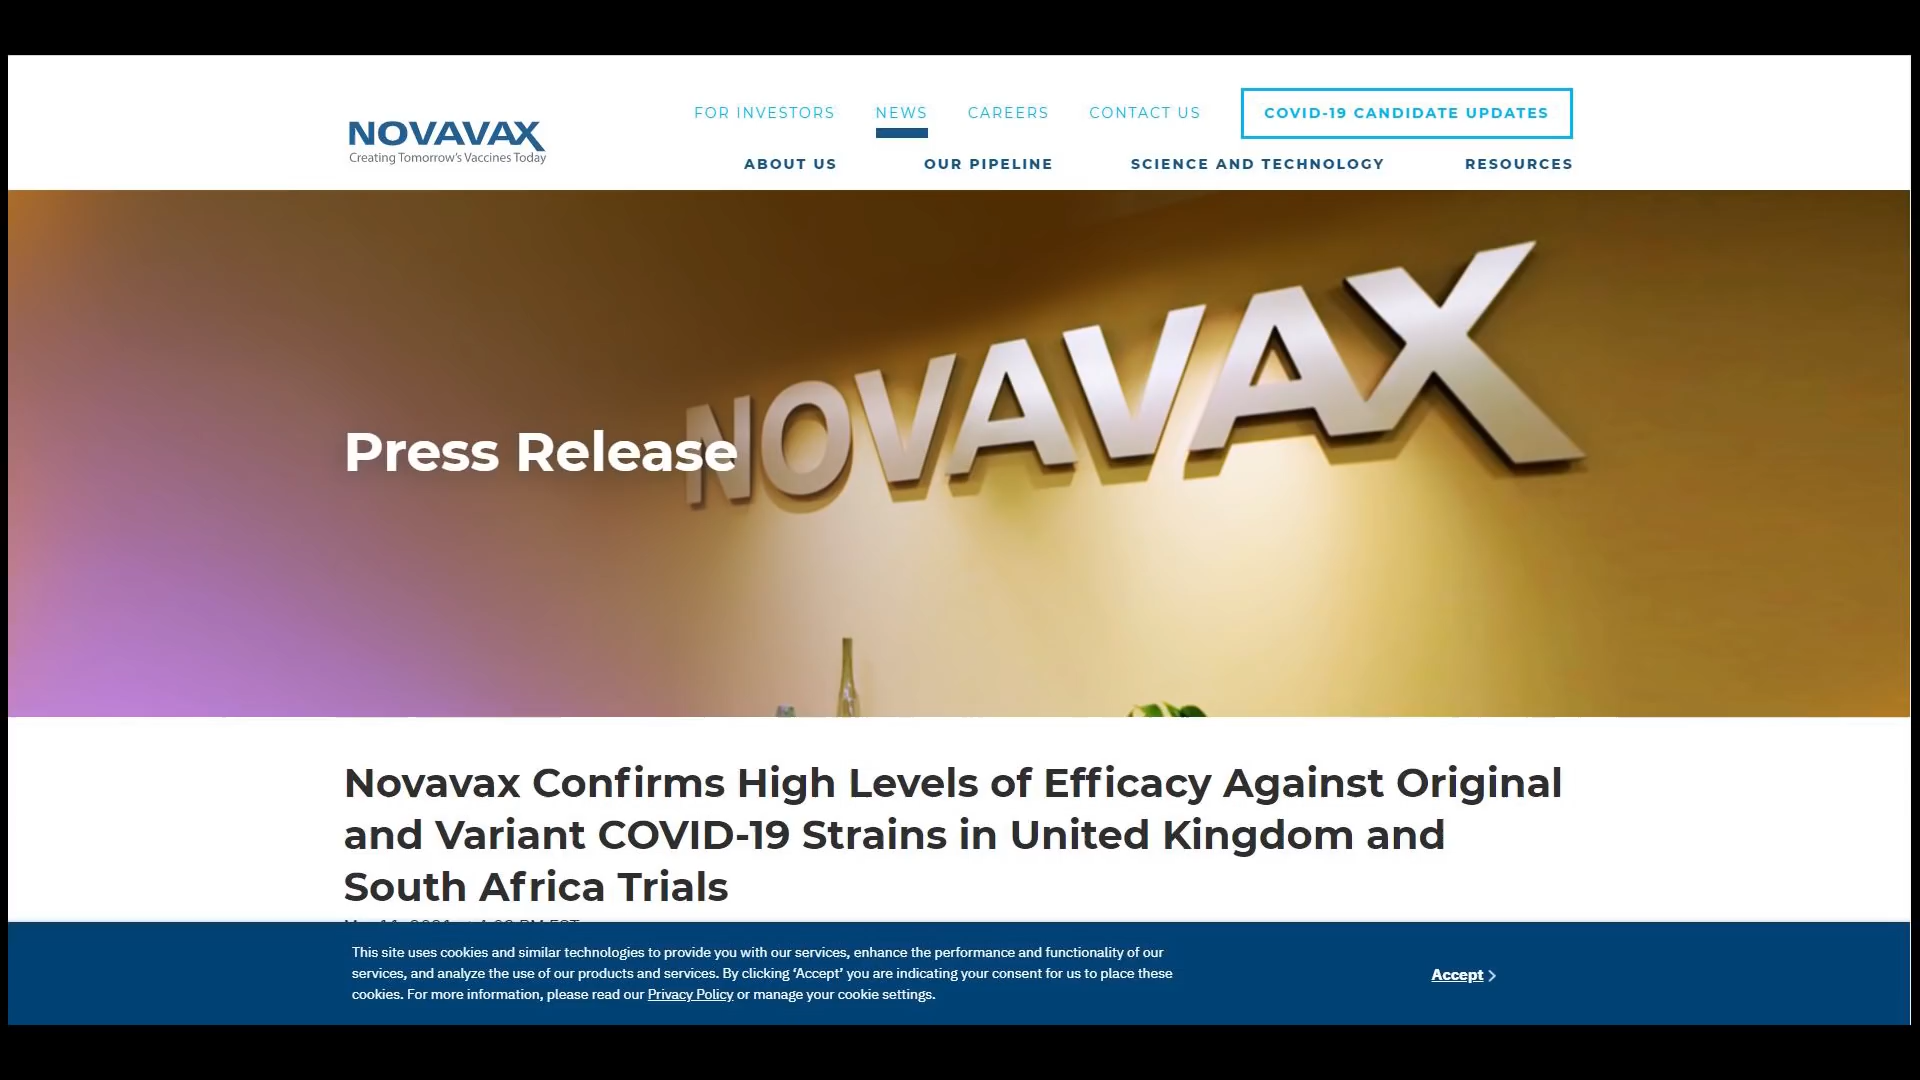 FOR INVESTORS NEWS CAREERS CONTACT US COVID-19 CANDIDATE UPDATES
NOVAVAX
Creating Tomorrow's Vaccines Today
ABOUT US OUR PIPELINE SCIENCE AND TECHNOLOGY RESOURCES
NOVAVAX
Press Release
Novavax Confirms High Levels of Efficacy Against Original
and Variant COVID-19 Strains in United Kingdom and
South Africa Trials
This site uses cookies and similar technologies to provide you with our services, enhance the performance and functionality of our
services, and analyze the use of our products and services. By clicking ‘Accept’ you are indicating your consent for us to place these
cookies. For more information, please read our Privacy Policy or manage your cookie settings.
Accept